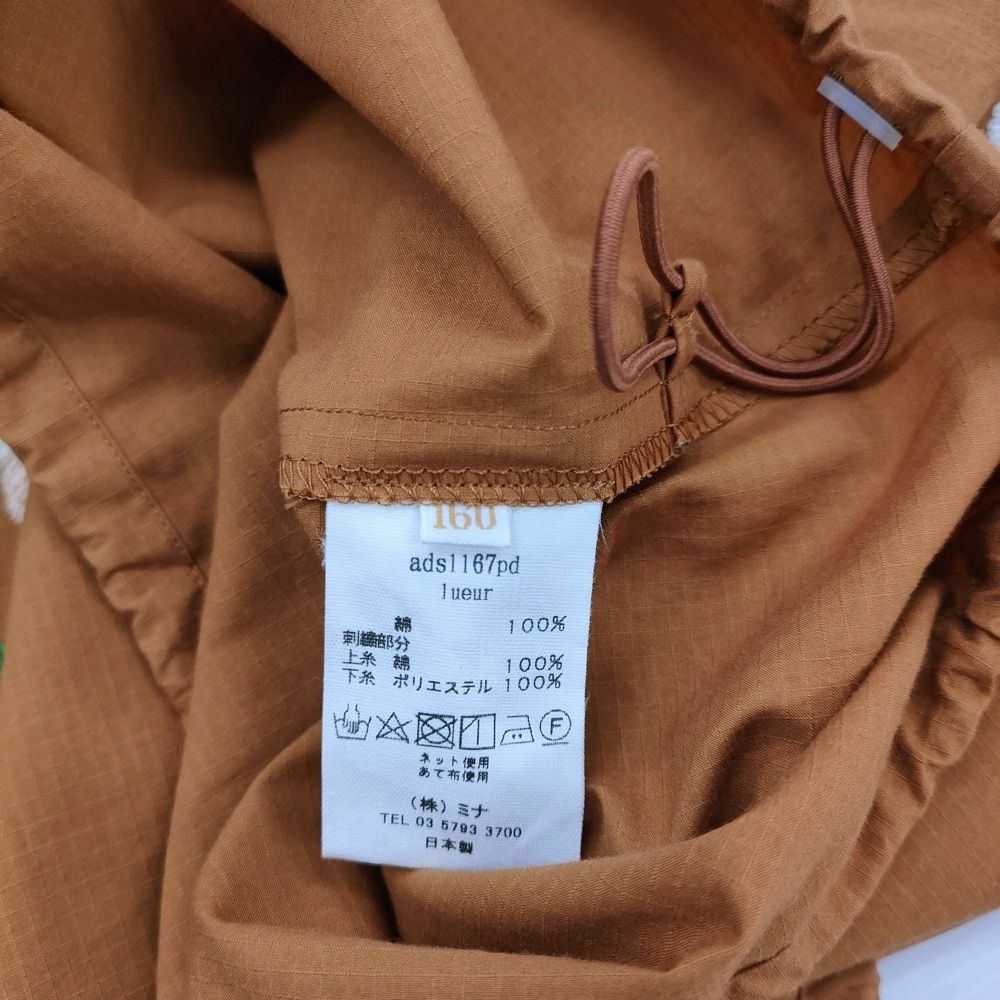 160
ads1167pd
lueur
綿 100%
刺繍部分
上糸 綿 100%
下糸 ポリエステル 100%
F
ネット使用
あて布使用
(株)ミナ
TEL 03 5793 3700
日本製